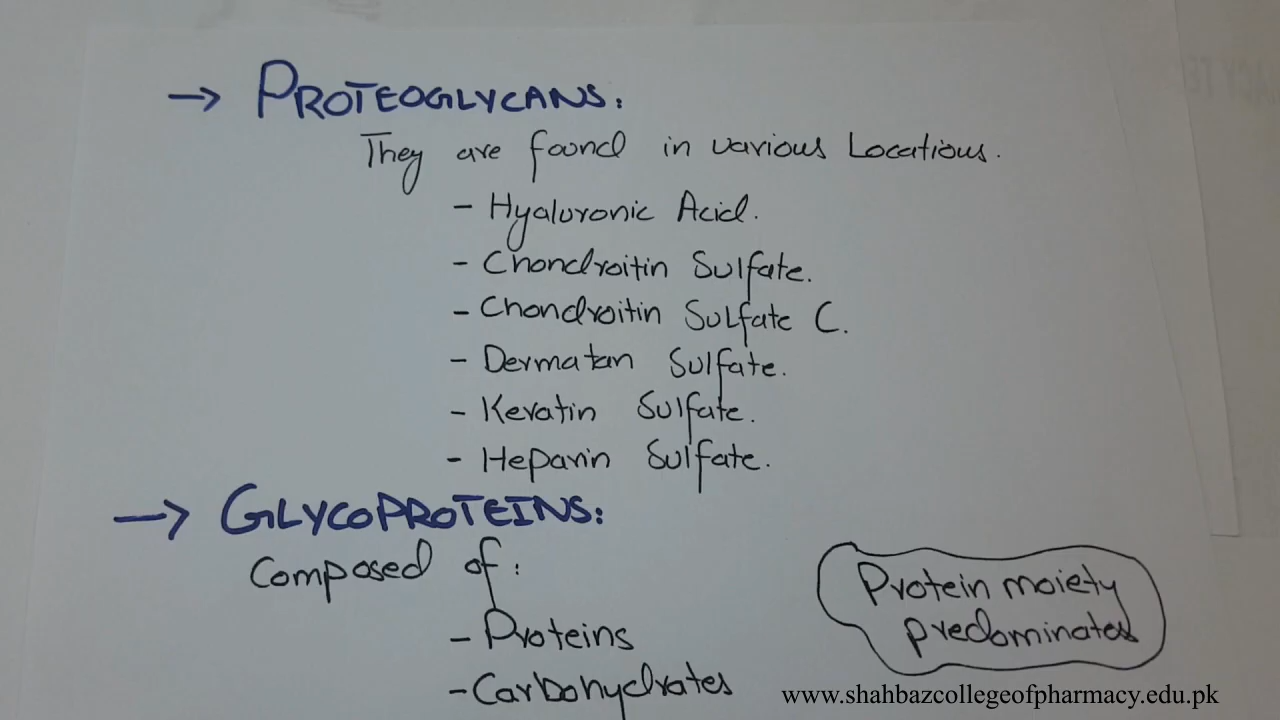 → PROTEOGLYCANS:
They are found in various Locations.
- Hyaluronic Acid.
- Chondroitin Sulfate.
- Chondroitin Sulfate C.
- Dermatan Sulfate.
- Keratin Sulfate.
- Heparin Sulfate.
→ GLYCOPROTEINS:
Composed of:
- Proteins
- Carbohydrates
Protein moiety
predominates
www.shahbazcollegeofpharmacy.edu.pk